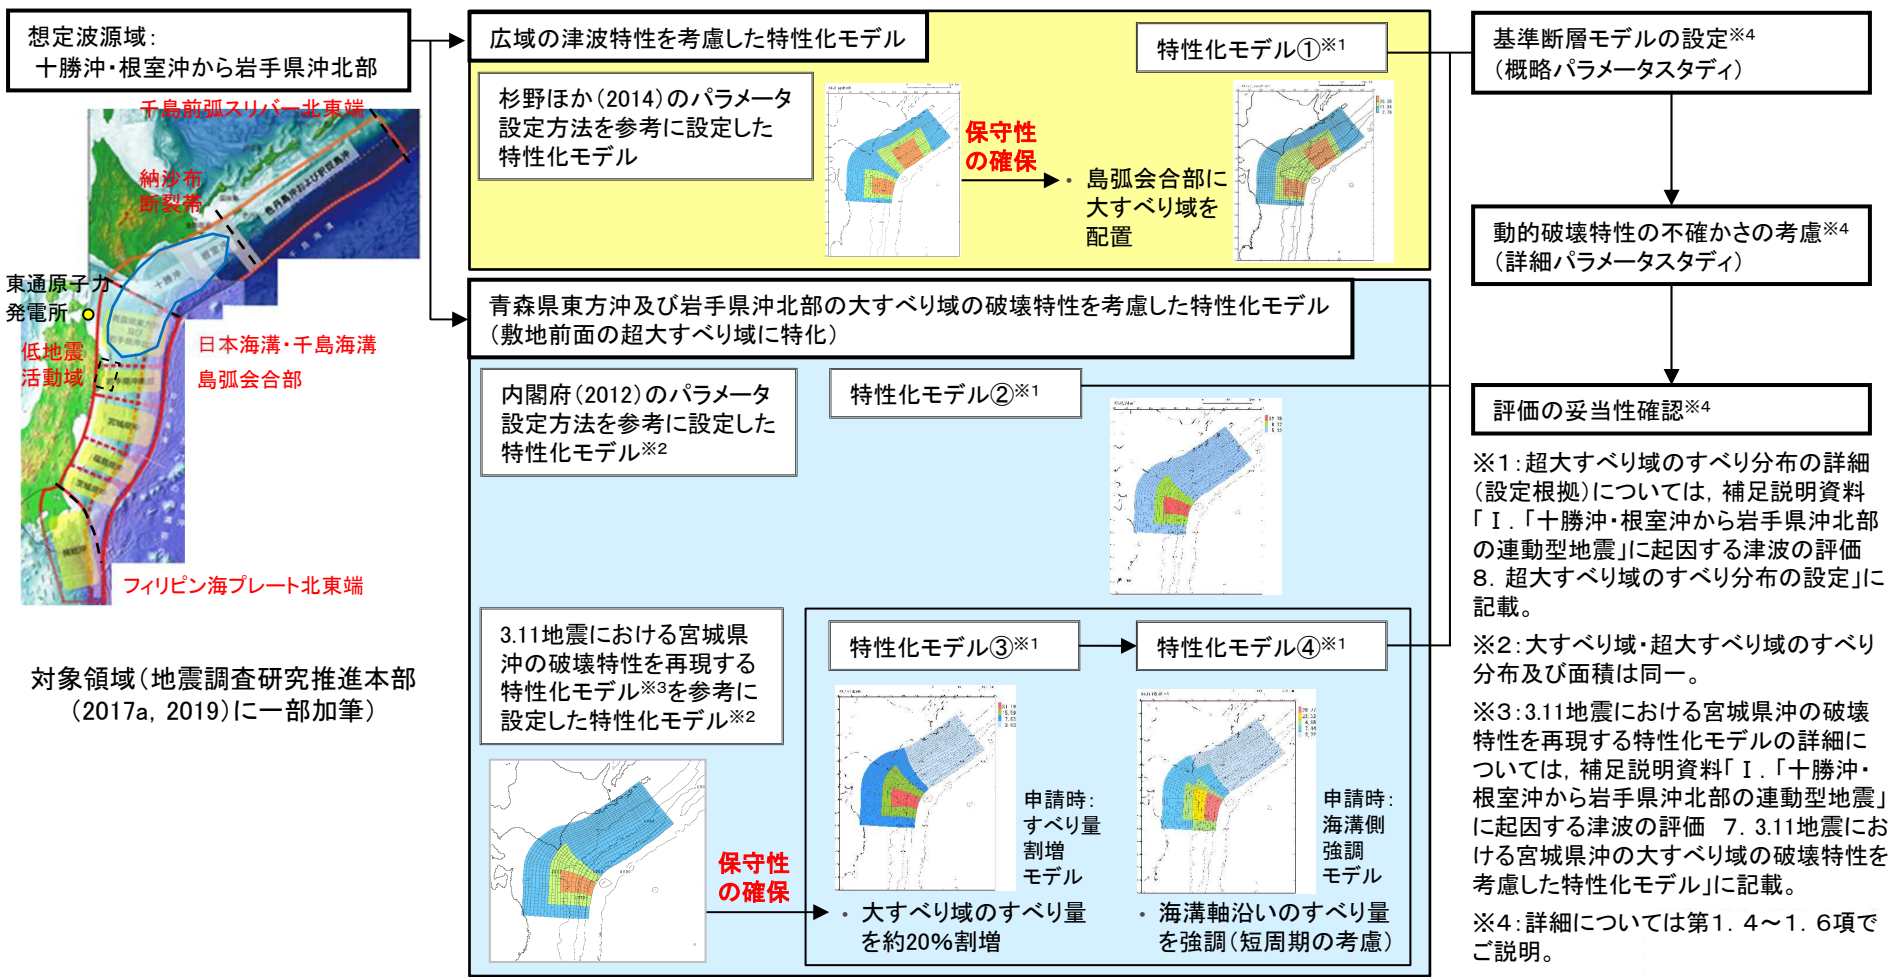 想定波源域：
十勝沖・根室沖から岩手県沖北部
千島前弧スリバー北東端
納沙布
断裂帯
色丹島沖および択捉島沖
根室沖
十勝沖
東通原子力
発電所
低地震
活動域
日本海溝・千島海溝
島弧会合部
宮城県沖
フィリピン海プレート北東端
対象領域（地震調査研究推進本部
（2017a, 2019）に一部加筆）
広域の津波特性を考慮した特性化モデル
杉野ほか（2014）のパラメータ
設定方法を参考に設定した
特性化モデル
保守性
の確保
特性化モデル①※1
・ 島弧会合部に
大すべり域を
配置
青森県東方沖及び岩手県沖北部の大すべり域の破壊特性を考慮した特性化モデル
（敷地前面の超大すべり域に特化）
内閣府（2012）のパラメータ
設定方法を参考に設定した
特性化モデル※2
特性化モデル②※1
3.11地震における宮城県
沖の破壊特性を再現する
特性化モデル※3を参考に
設定した特性化モデル※2
保守性
の確保
特性化モデル③※1
申請時：
すべり量
割増
モデル
・ 大すべり域のすべり量
を約20%割増
特性化モデル④※1
申請時：
海溝側
強調
モデル
・ 海溝軸沿いのすべり量
を強調（短周期の考慮）
基準断層モデルの設定※4
（概略パラメータスタディ）
動的破壊特性の不確かさの考慮※4
（詳細パラメータスタディ）
評価の妥当性確認※4
※１：超大すべり域のすべり分布の詳細
（設定根拠）については，補足説明資料
「Ⅰ．「十勝沖・根室沖から岩手県沖北部
の連動型地震」に起因する津波の評価
８．超大すべり域のすべり分布の設定」に
記載。
※２：大すべり域・超大すべり域のすべり
分布及び面積は同一。
※３：3.11地震における宮城県沖の破壊
特性を再現する特性化モデルの詳細に
ついては，補足説明資料「Ⅰ．「十勝沖・
根室沖から岩手県沖北部の連動型地震」
に起因する津波の評価　７．3.11地震にお
ける宮城県沖の大すべり域の破壊特性を
考慮した特性化モデル」に記載。
※４：詳細については第１．４～１．６項で
ご説明。